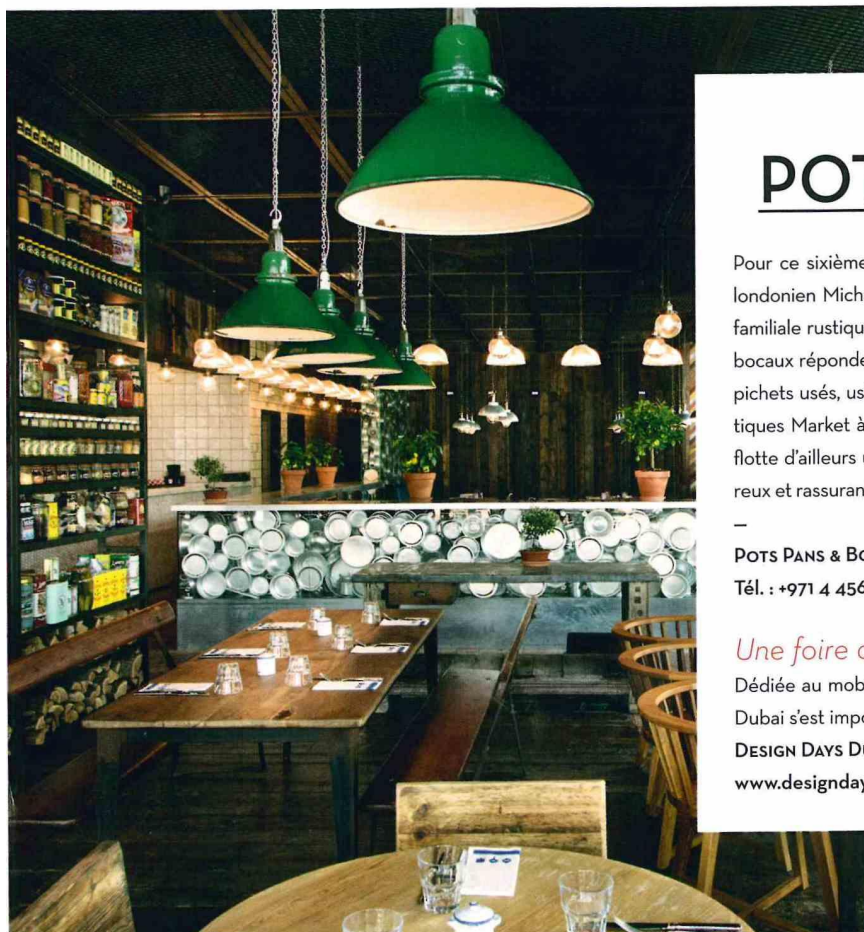 POT
Pour ce sixième
londonien Mich
familiale rustiqu
bocaux réponde
pichets usés, us
tiques Market à
flotte d'ailleurs u
reux et rassuran
—
POTS PANS & BO
Tél. : +971 4 456
Une foire d
Dédiée au mob
Dubai s'est impo
DESIGN DAYS DU
www.designday